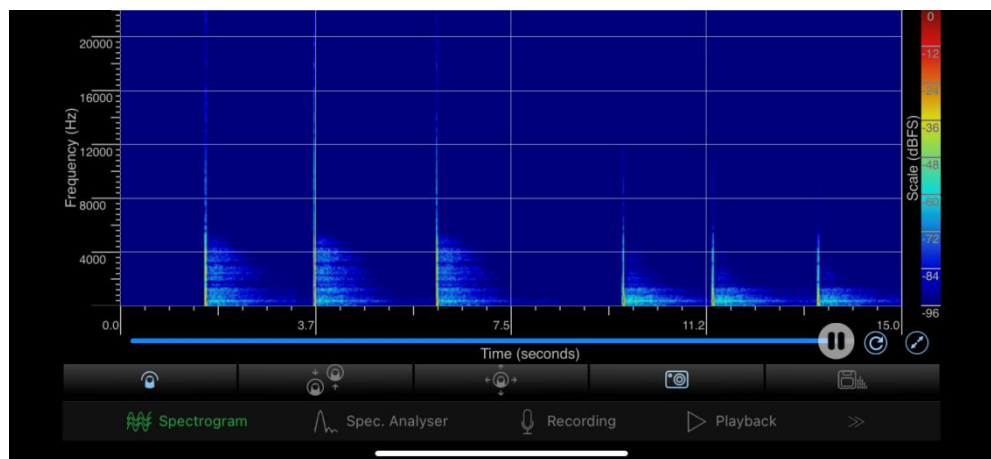 0
20000
-12
-24
16000
-36
Frequency (Hz)
Scale (dBFS)
12000
-48
8000
-60
-72
4000
-84
-96
0.0 3.7 7.5 11.2 15.0
Time (seconds)
Spectrogram Spec. Analyser Recording Playback >>